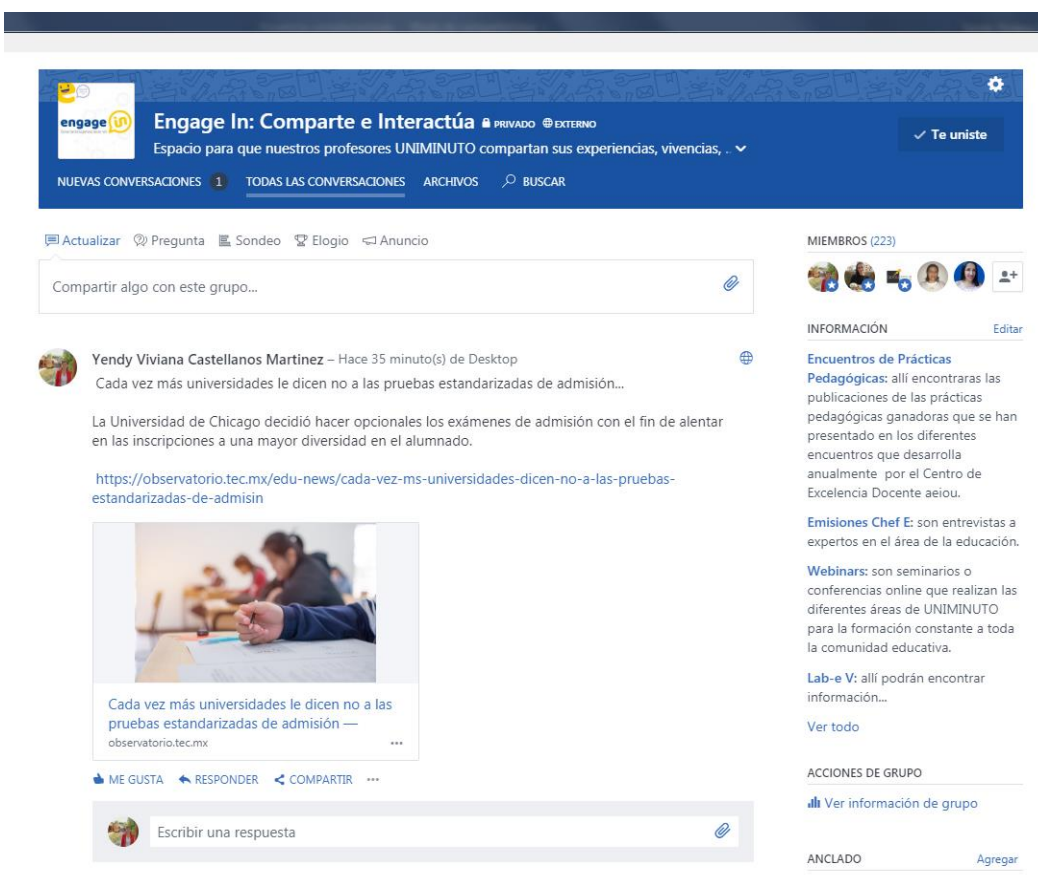 engage in
Engage In: Comparte e Interactúa PRIVADO EXTERNO
Espacio para que nuestros profesores UNIMINUTO compartan sus experiencias, vivencias, ..
✓ Te uniste
NUEVAS CONVERSACIONES 1 TODAS LAS CONVERSACIONES ARCHIVOS BUSCAR
Actualizar Pregunta Sondeo Elogio Anuncio
Compartir algo con este grupo...
Yendy Viviana Castellanos Martinez – Hace 35 minuto(s) de Desktop
Cada vez más universidades le dicen no a las pruebas estandarizadas de admisión...
La Universidad de Chicago decidió hacer opcionales los exámenes de admisión con el fin de alentar
en las inscripciones a una mayor diversidad en el alumnado.
https://observatorio.tec.mx/edu-news/cada-vez-ms-universidades-dicen-no-a-las-pruebas-
estandarizadas-de-admisin
Cada vez más universidades le dicen no a las
pruebas estandarizadas de admisión —
observatorio.tec.mx ...
ME GUSTA RESPONDER COMPARTIR ...
Escribir una respuesta
MIEMBROS (223)
INFORMACIÓN Editar
Encuentros de Prácticas
Pedagógicas: allí encontraras las
publicaciones de las prácticas
pedagógicas ganadoras que se han
presentado en los diferentes
encuentros que desarrolla
anualmente por el Centro de
Excelencia Docente aeiou.
Emisiones Chef E: son entrevistas a
expertos en el área de la educación.
Webinars: son seminarios o
conferencias online que realizan las
diferentes áreas de UNIMINUTO
para la formación constante a toda
la comunidad educativa.
Lab-e V: allí podrán encontrar
información...
Ver todo
ACCIONES DE GRUPO
Ver información de grupo
ANCLADO Agregar